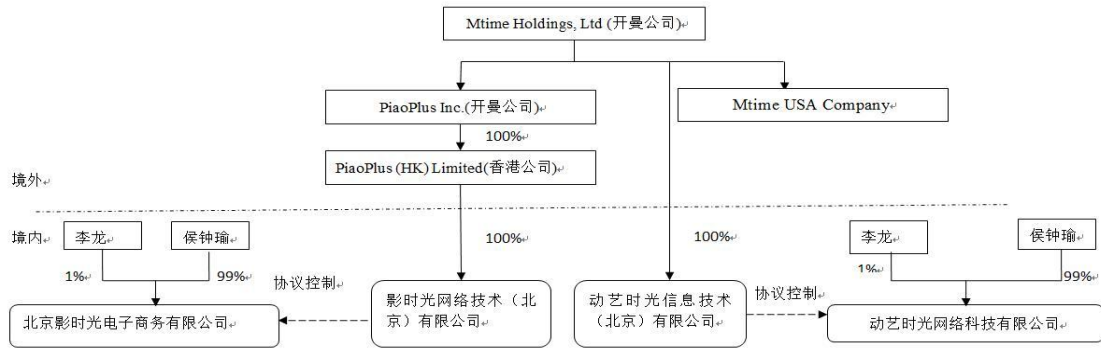 Mtime Holdings, Ltd (开曼公司)
PiaoPlus Inc.(开曼公司)
Mtime USA Company
100%
PiaoPlus (HK) Limited(香港公司)
境外
境内
李龙
侯钟瑜
100%
100%
李龙
侯钟瑜
1%
99%
协议控制
协议控制
1%
99%
北京影时光电子商务有限公司
影时光网络技术（北
京）有限公司
动艺时光信息技术
（北京）有限公司
动艺时光网络科技有限公司